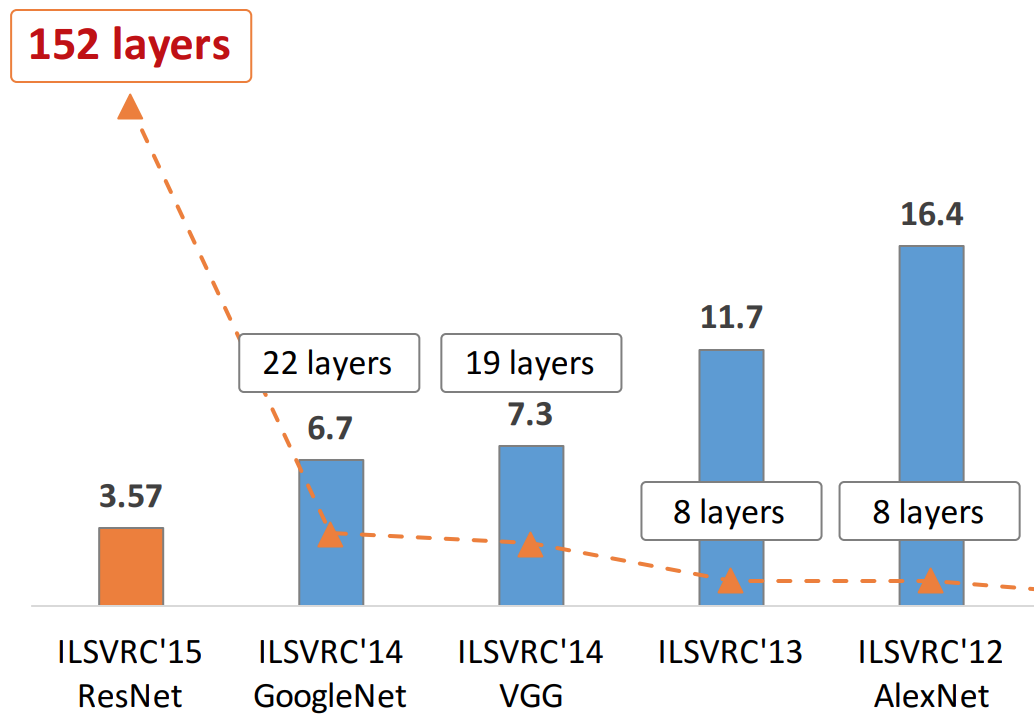 152 layers
22 layers
19 layers
16.4
11.7
7.3
6.7
3.57
8 layers
8 layers
ILSVRC'15
ResNet
ILSVRC'14
GoogleNet
ILSVRC'14
VGG
ILSVRC'13
ILSVRC'12
AlexNet